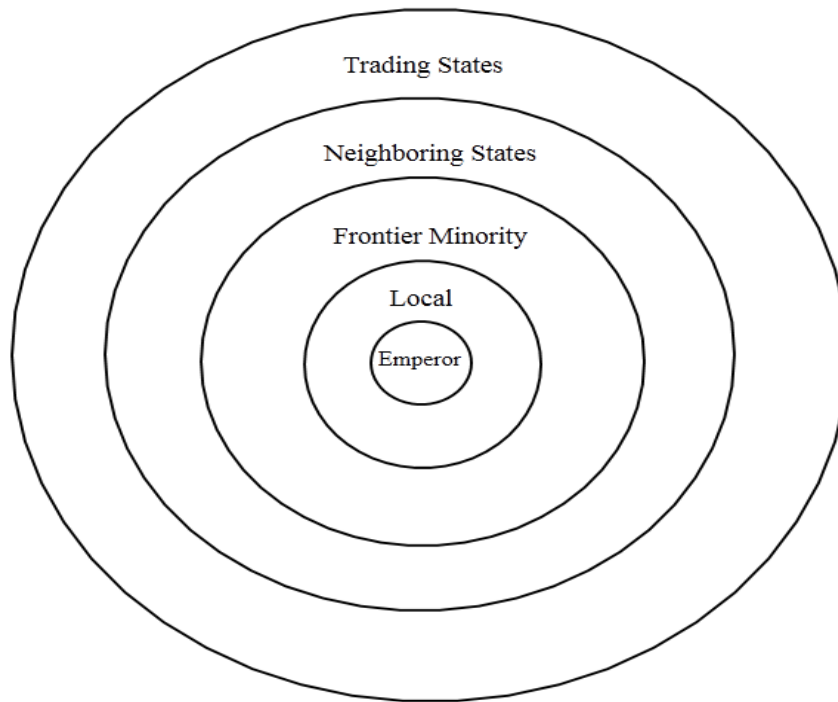 Trading States
Neighboring States
Frontier Minority
Local
Emperor